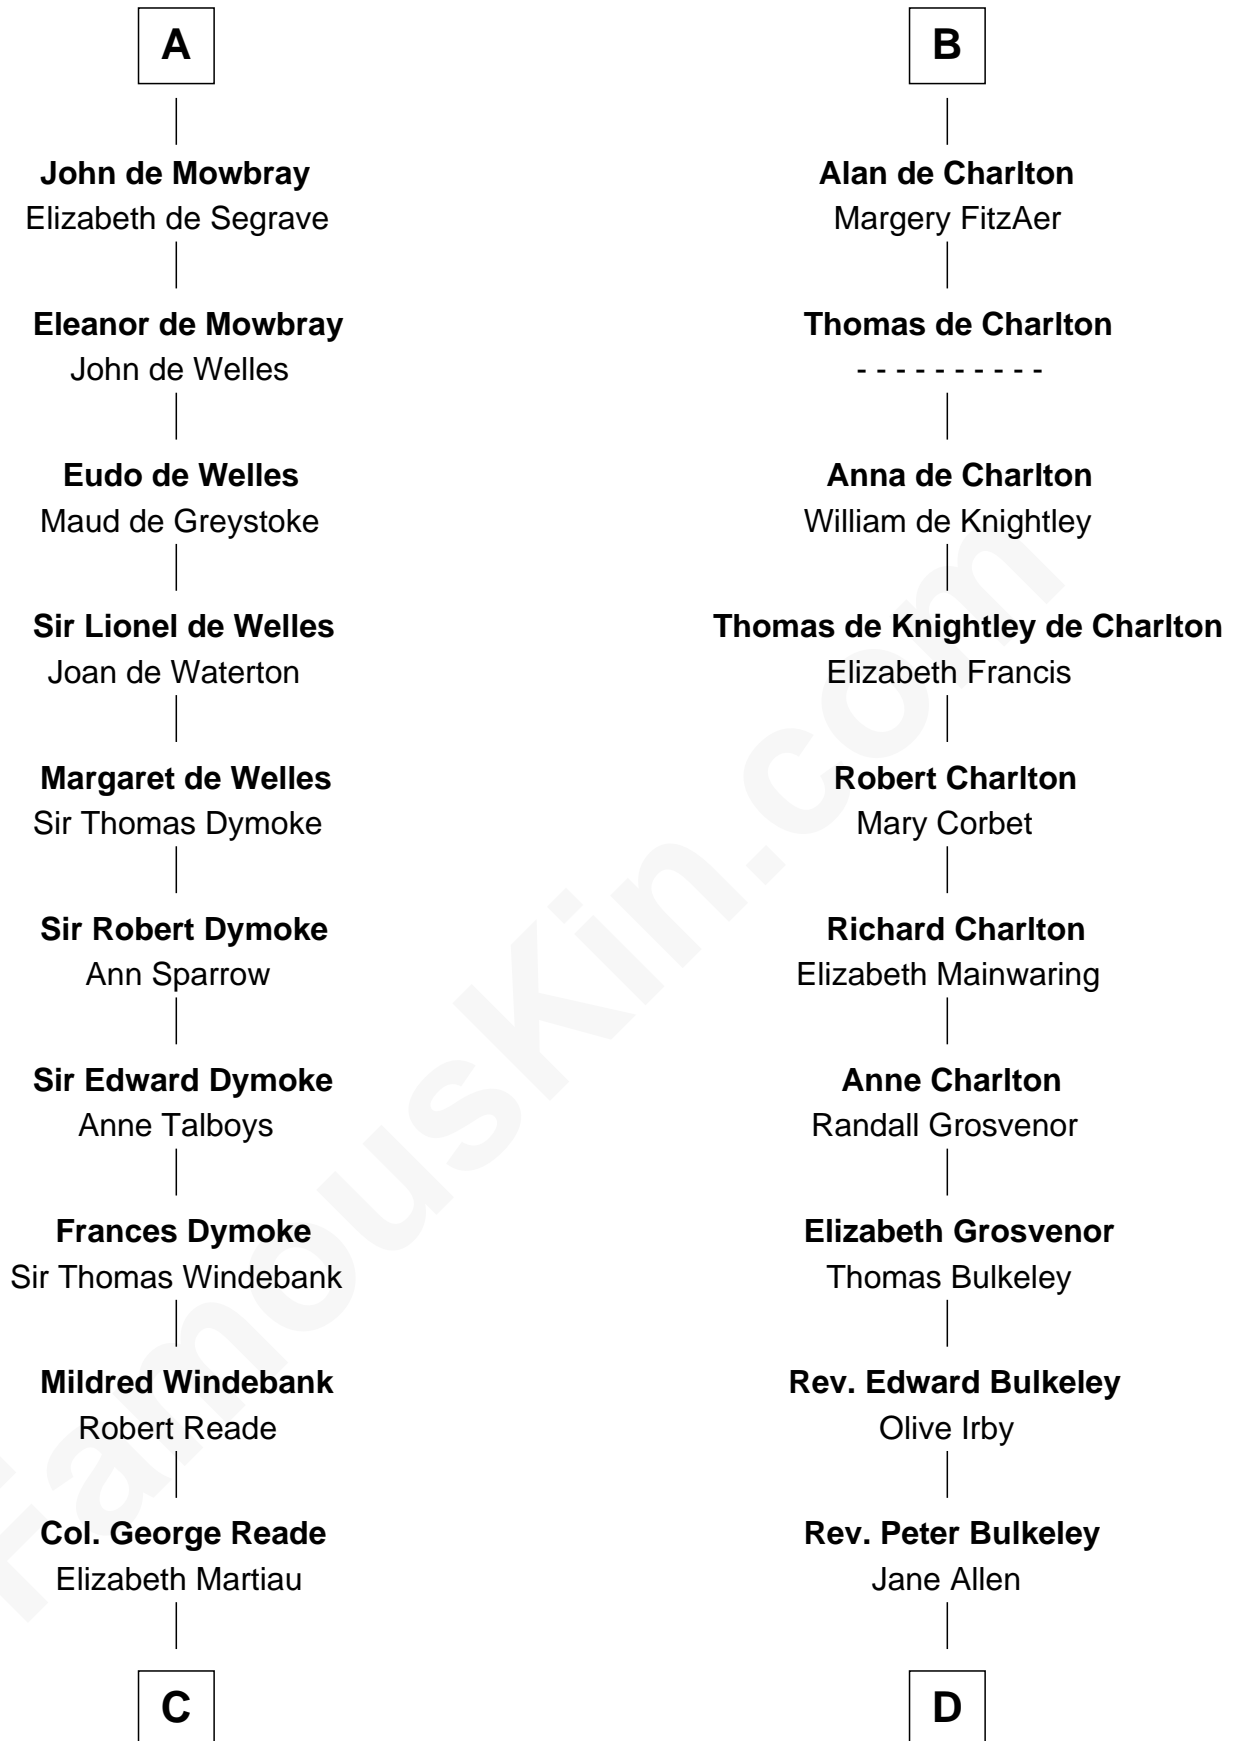 A
John de Mowbray
Elizabeth de Segrave
Eleanor de Mowbray
John de Welles
Eudo de Welles
Maud de Greystoke
Sir Lionel de Welles
Joan de Waterton
Margaret de Welles
Sir Thomas Dymoke
Sir Robert Dymoke
Ann Sparrow
Sir Edward Dymoke
Anne Talboys
Frances Dymoke
Sir Thomas Windebank
Mildred Windebank
Robert Reade
Col. George Reade
Elizabeth Martiau
C
B
Alan de Charlton
Margery FitzAer
Thomas de Charlton
- - - - - - - - - -
Anna de Charlton
William de Knightley
Thomas de Knightley de Charlton
Elizabeth Francis
Robert Charlton
Mary Corbet
Richard Charlton
Elizabeth Mainwaring
Anne Charlton
Randall Grosvenor
Elizabeth Grosvenor
Thomas Bulkeley
Rev. Edward Bulkeley
Olive Irby
Rev. Peter Bulkeley
Jane Allen
D
FamousKin.com